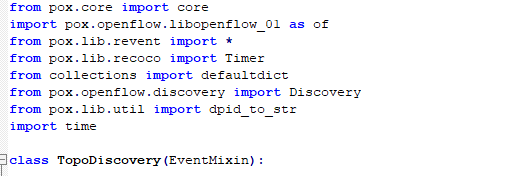 from pox.core import core
import pox.openflow.libopenflow_01 as of
from pox.lib.revent import *
from pox.lib.recoco import Timer
from collections import defaultdict
from pox.openflow.discovery import Discovery
from pox.lib.util import dpid_to_str
import time
class TopoDiscovery(EventMixin):